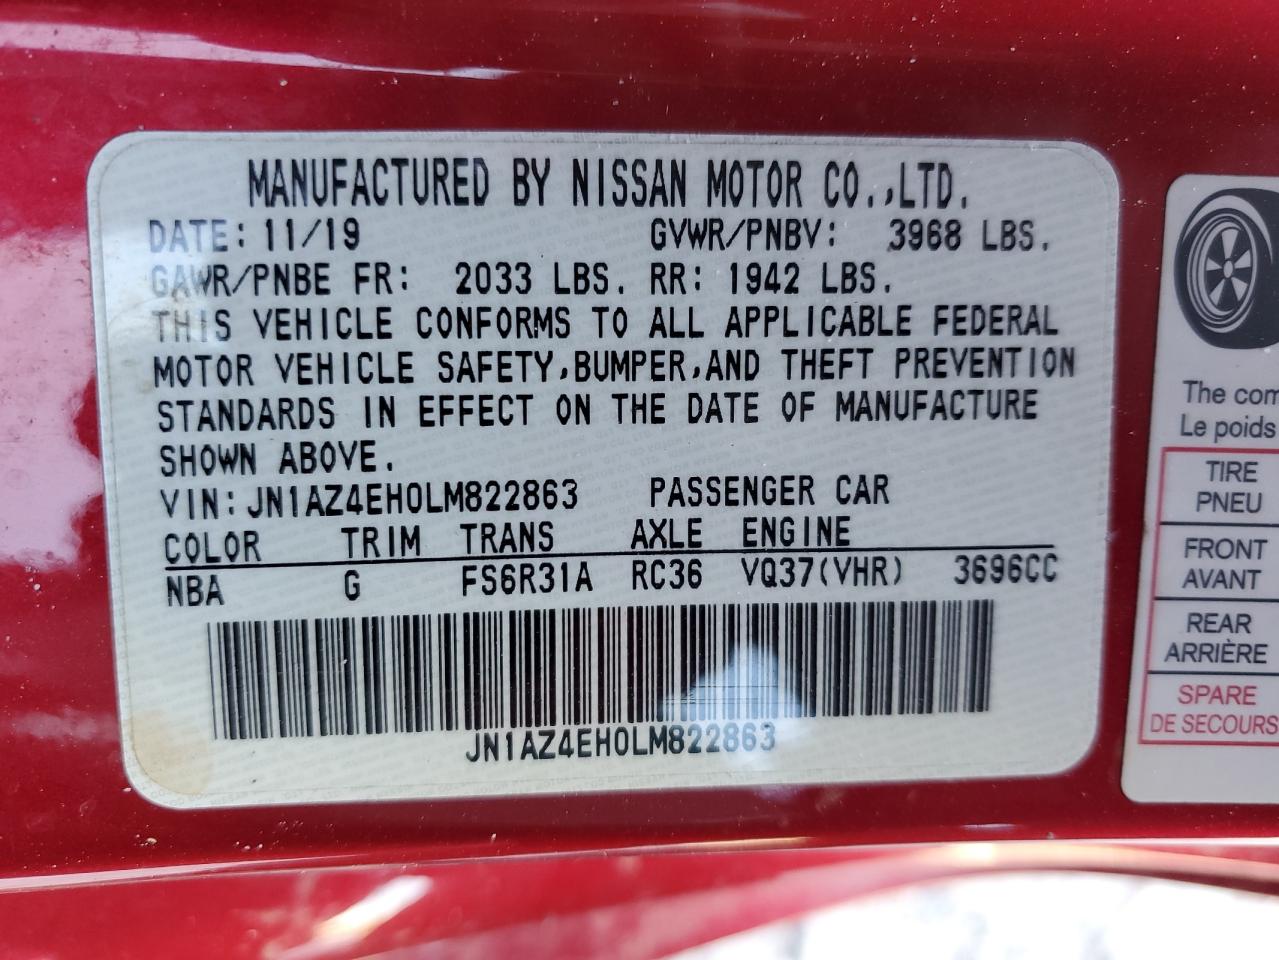 MANUFACTURED BY NISSAN MOTOR CO.,LTD.
DATE: 11/19 GVWR/PNBV: 3968 LBS.
GAWR/PNBE FR: 2033 LBS. RR: 1942 LBS.
THIS VEHICLE CONFORMS TO ALL APPLICABLE FEDERAL
MOTOR VEHICLE SAFETY,BUMPER,AND THEFT PREVENTION
STANDARDS IN EFFECT ON THE DATE OF MANUFACTURE
SHOWN ABOVE.
VIN:JN1AZ4EH0LM822863 PASSENGER CAR
COLOR TRIM TRANS AXLE ENGINE
NBA G FS6R31A RC36 VQ37(VHR) 3696CC
JN1AZ4EH0LM822863
The com
Le poids
TIRE
PNEU
FRONT
AVANT
REAR
ARRIÈRE
SPARE
DE SECOURS